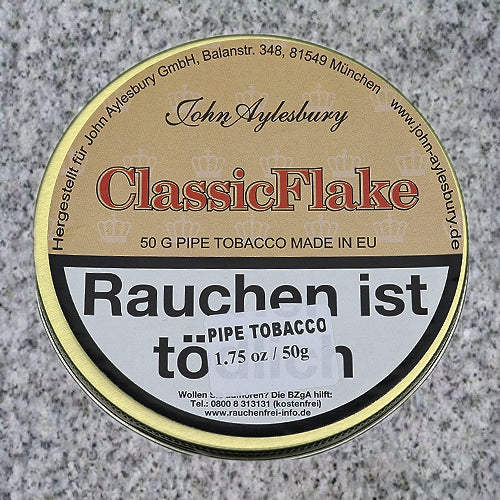 Hergestellt für John Aylesbury GmbH, Balanstr. 348, 81549 München
www.john-aylesbury.de
John Aylesbury
ClassicFlake
50 G PIPE TOBACCO MADE IN EU
Rauchen ist
PIPE TOBACCO
1.75 oz / 50g
Wollen aufhören? Die BZgA hilft:
Tel.: 0800 8 313131 (kostenfrei)
www.rauchenfrei-info.de